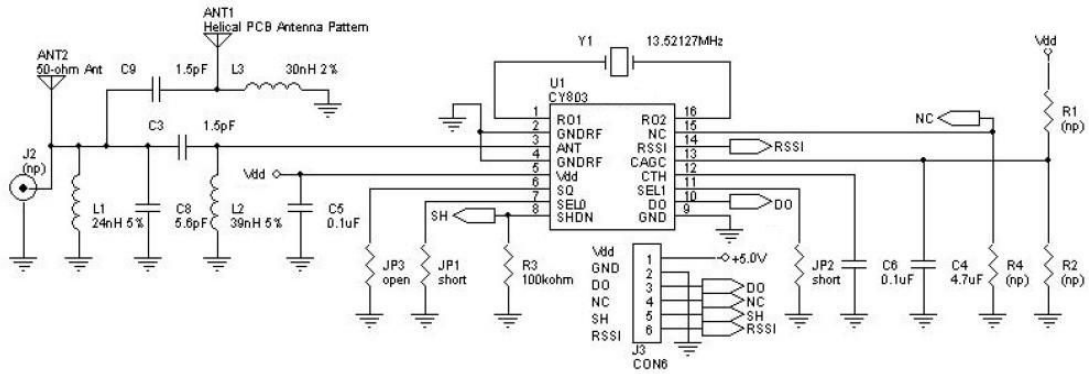 ANT1
Helical PCB Antenna Pattern
ANT2
50-ohm Ant
C9
1.5pF
L3
30nH 2%
C3
1.5pF
J2
(np)
L1
24nH 5%
C8
5.6pF
L2
39nH 5%
Vdd
C5
0.1uF
Y1
13.52127MHz
U1
CY803
1
RO1
RO2
16
2
GNDRF
NC
15
3
ANT
RSSI
14
4
GNDRF
CAGC
13
5
Vdd
CTH
12
6
SQ
SEL1
11
7
SEL0
DO
10
8
SHDN
GND
9
SH
RSSI
DO
NC
Vdd
R1
(np)
JP3
open
JP1
short
R3
100kohm
JP2
short
C6
0.1uF
C4
4.7uF
R4
(np)
R2
(np)
Vdd
1
+5.0V
GND
2
DO
3
DO
NC
4
NC
SH
5
SH
RSSI
6
RSSI
J3
CON6